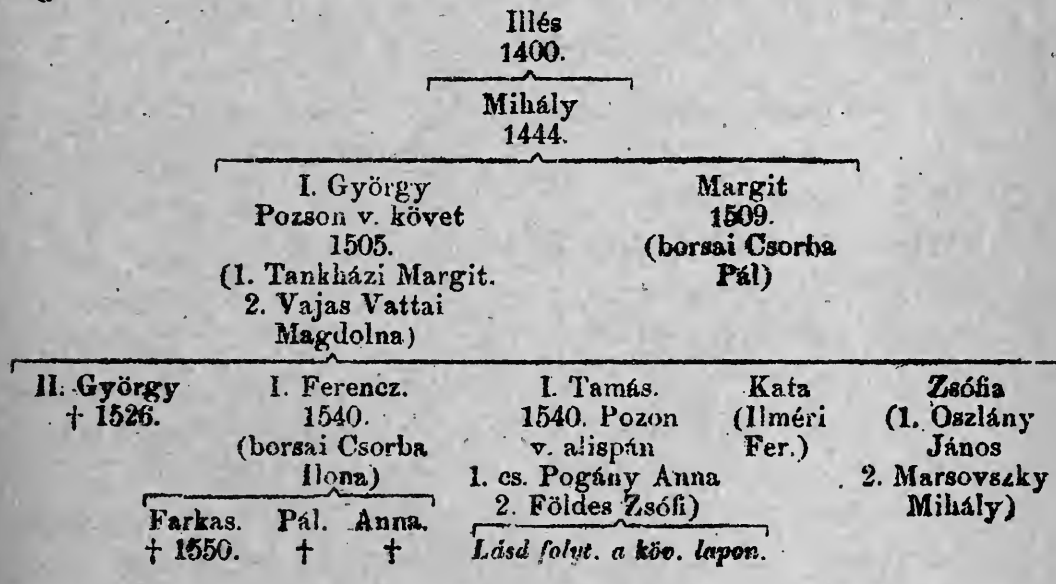 Illés
1400.
Mihály
1444.
I. György
Pozson v. követ
1505.
(1. Tankházi Margit.
2. Vajas Vattai
Magdolna)
Margit
1509.
(borsai Csorba
Pál)
II. György
† 1526.
I. Ferencz.
1540.
(borsai Csorba
Ilona)
I. Tamás.
1540. Pozon
v. alispán
1. cs. Pogány Anna
2. Földes Zsófi)
Kata
(Ilméri
Fer.)
Zsófia
(1. Oszlány
János
2. Marsovszky
Mihály)
Farkas. Pál. Anna.
† 1550. † †
Lásd folyt. a köv. lapon.